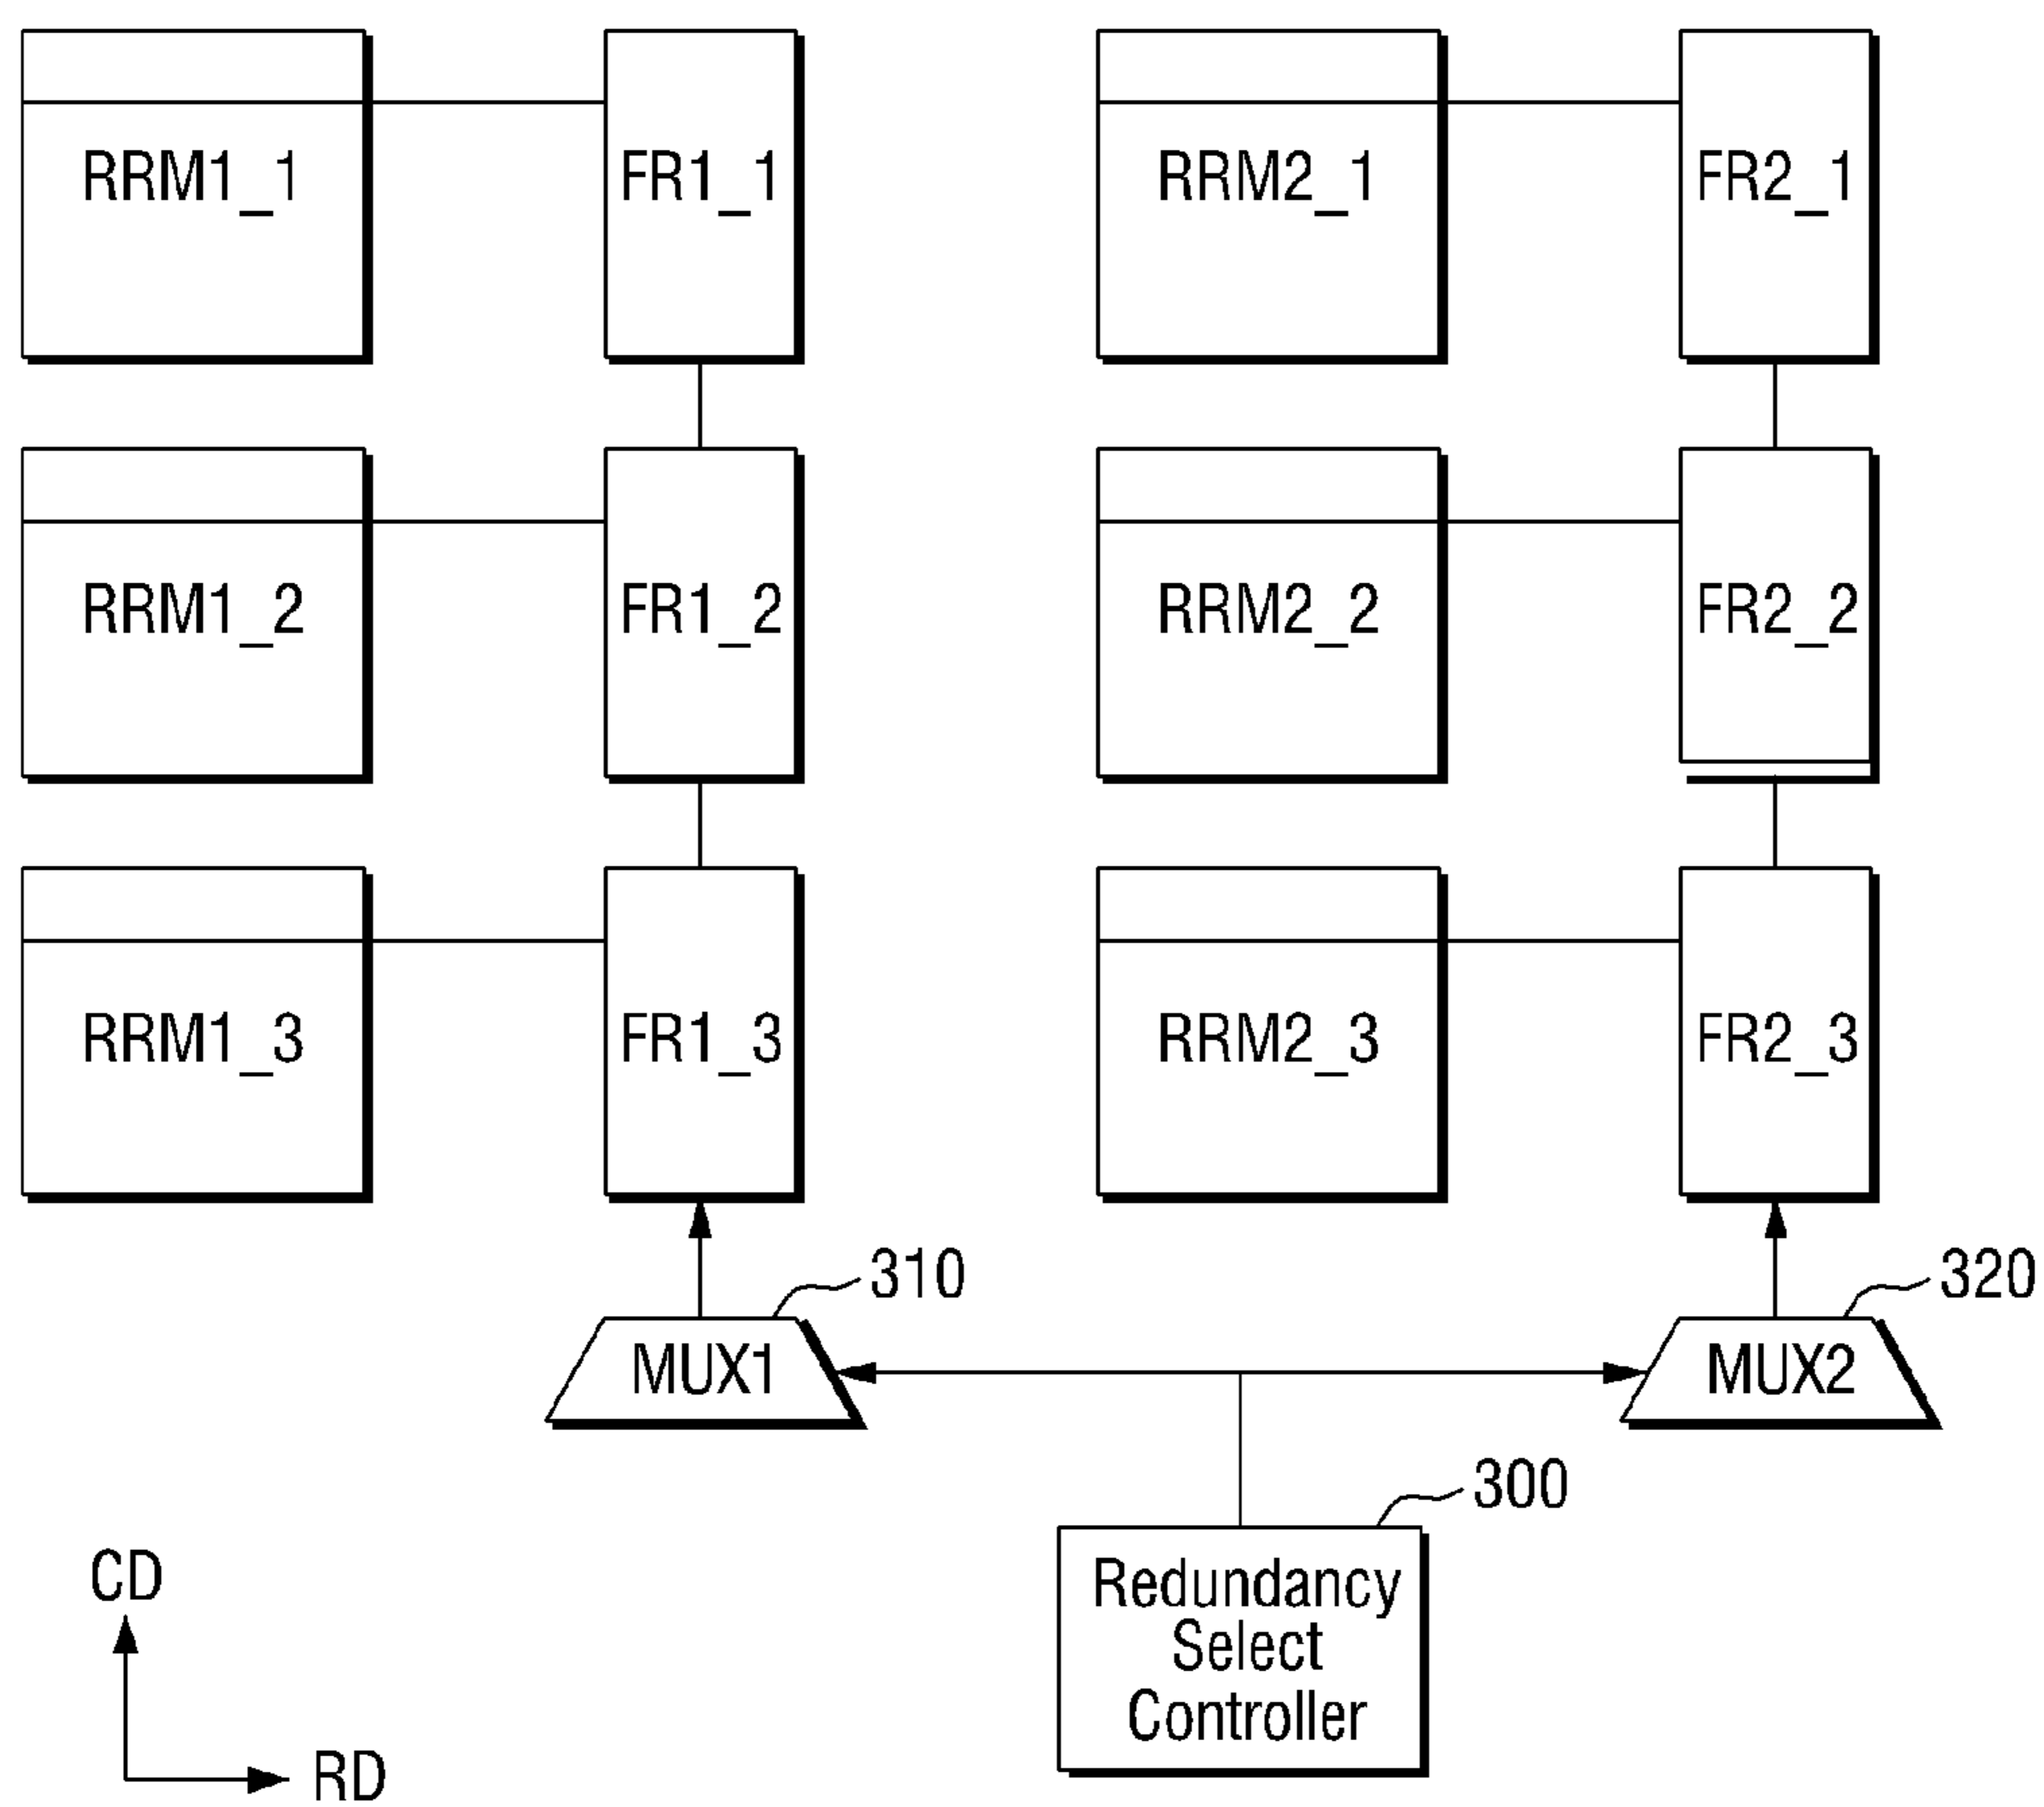 RRM1_1
FR1_1
RRM2_1
FR2_1
RRM1_2
FR1_2
RRM2_2
FR2_2
RRM1_3
FR1_3
RRM2_3
FR2_3
310
320
MUX1
MUX2
300
Redundancy
Select
Controller
CD
RD